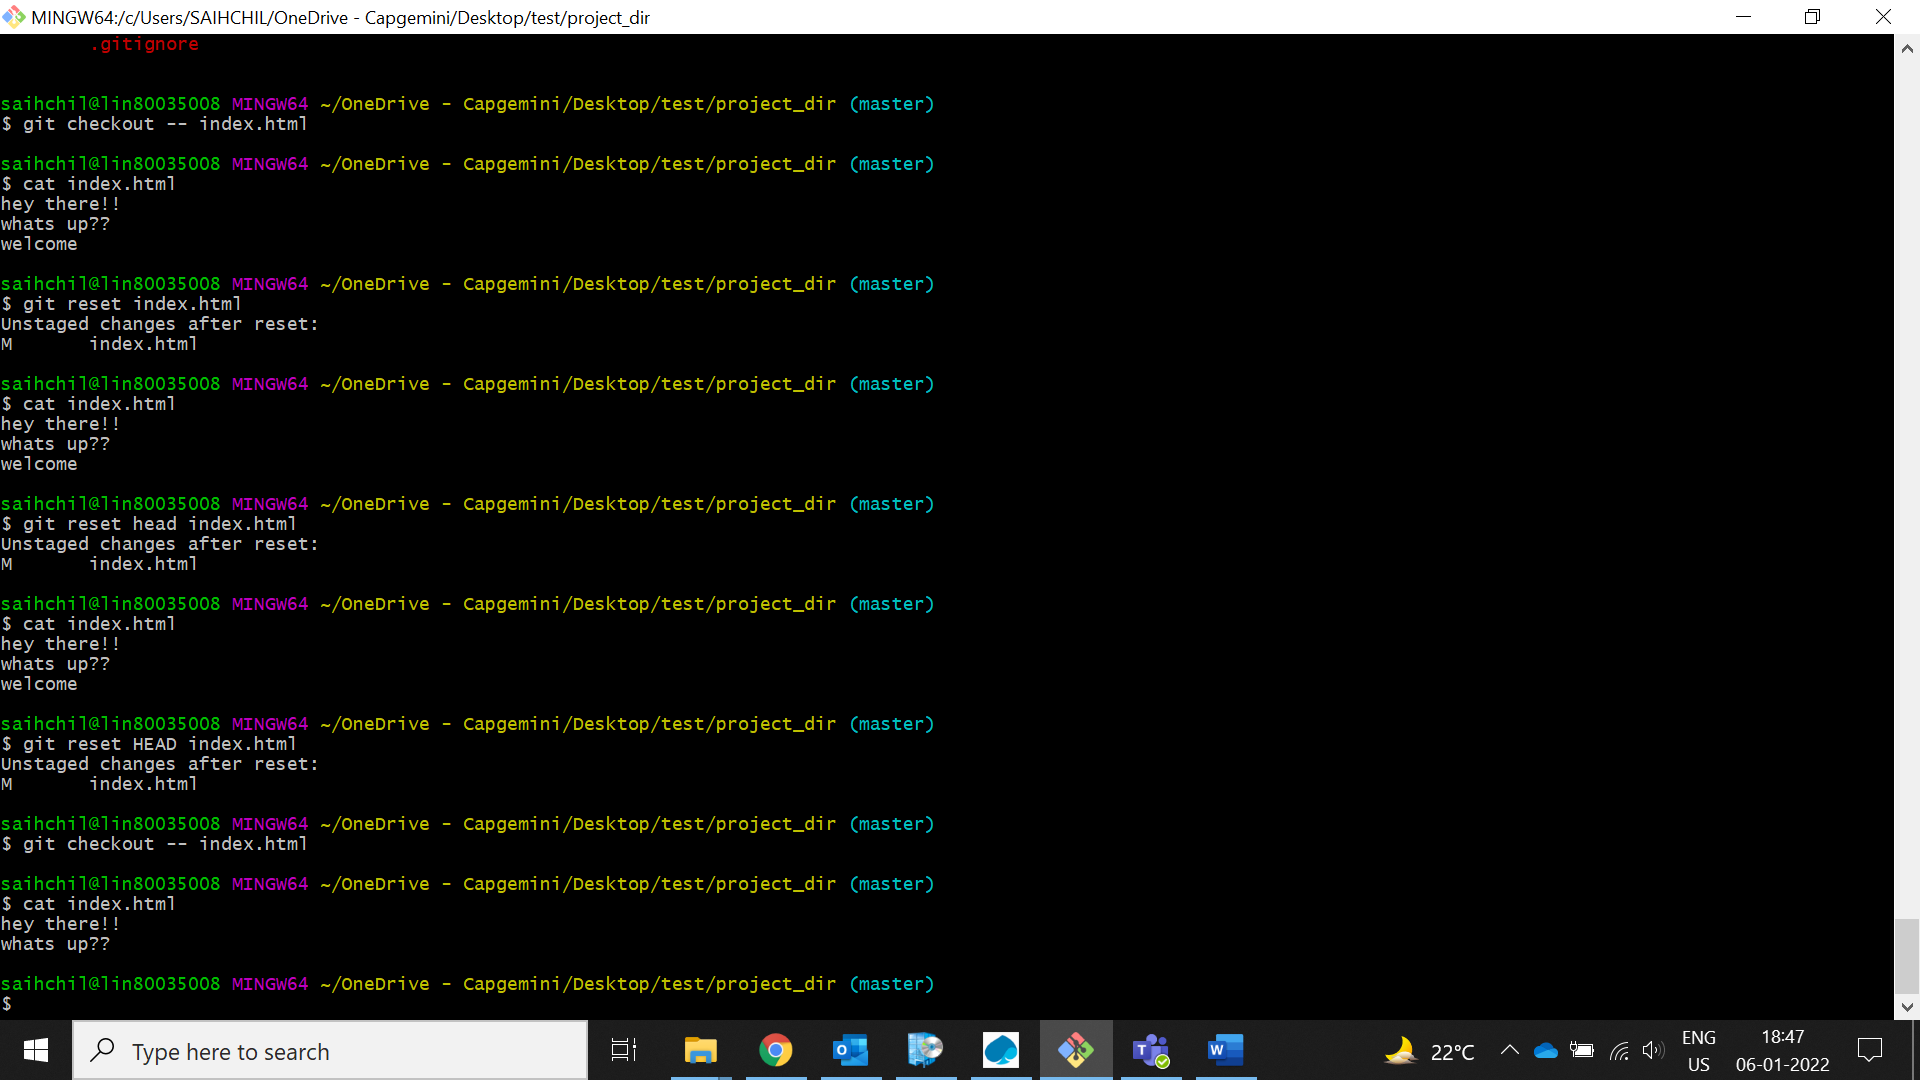 MINGW64:/c/Users/SAIHCHIL/OneDrive - Capgemini/Desktop/test/project_dir
.gitignore
saihchil@lin80035008 MINGW64 ~/OneDrive - Capgemini/Desktop/test/project_dir (master)
$ git checkout -- index.html
saihchil@lin80035008 MINGW64 ~/OneDrive - Capgemini/Desktop/test/project_dir (master)
$ cat index.html
hey there!!
whats up??
welcome
saihchil@lin80035008 MINGW64 ~/OneDrive - Capgemini/Desktop/test/project_dir (master)
$ git reset index.html
Unstaged changes after reset:
M       index.html
saihchil@lin80035008 MINGW64 ~/OneDrive - Capgemini/Desktop/test/project_dir (master)
$ cat index.html
hey there!!
whats up??
welcome
saihchil@lin80035008 MINGW64 ~/OneDrive - Capgemini/Desktop/test/project_dir (master)
$ git reset head index.html
Unstaged changes after reset:
M       index.html
saihchil@lin80035008 MINGW64 ~/OneDrive - Capgemini/Desktop/test/project_dir (master)
$ cat index.html
hey there!!
whats up??
welcome
saihchil@lin80035008 MINGW64 ~/OneDrive - Capgemini/Desktop/test/project_dir (master)
$ git reset HEAD index.html
Unstaged changes after reset:
M       index.html
saihchil@lin80035008 MINGW64 ~/OneDrive - Capgemini/Desktop/test/project_dir (master)
$ git checkout -- index.html
saihchil@lin80035008 MINGW64 ~/OneDrive - Capgemini/Desktop/test/project_dir (master)
$ cat index.html
hey there!!
whats up??
saihchil@lin80035008 MINGW64 ~/OneDrive - Capgemini/Desktop/test/project_dir (master)
$
Type here to search
22°C
ENG
US
18:47
06-01-2022